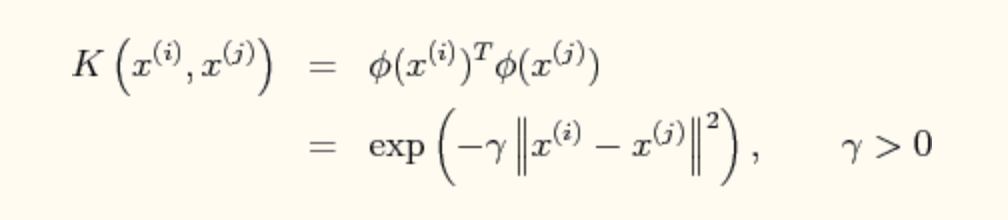 K(x^{(i)}, x^{(j)}) = ϕ(x^{(i)})^T ϕ(x^{(j)})
= exp(−γ ‖x^{(i)} − x^{(j)}‖^2), γ > 0